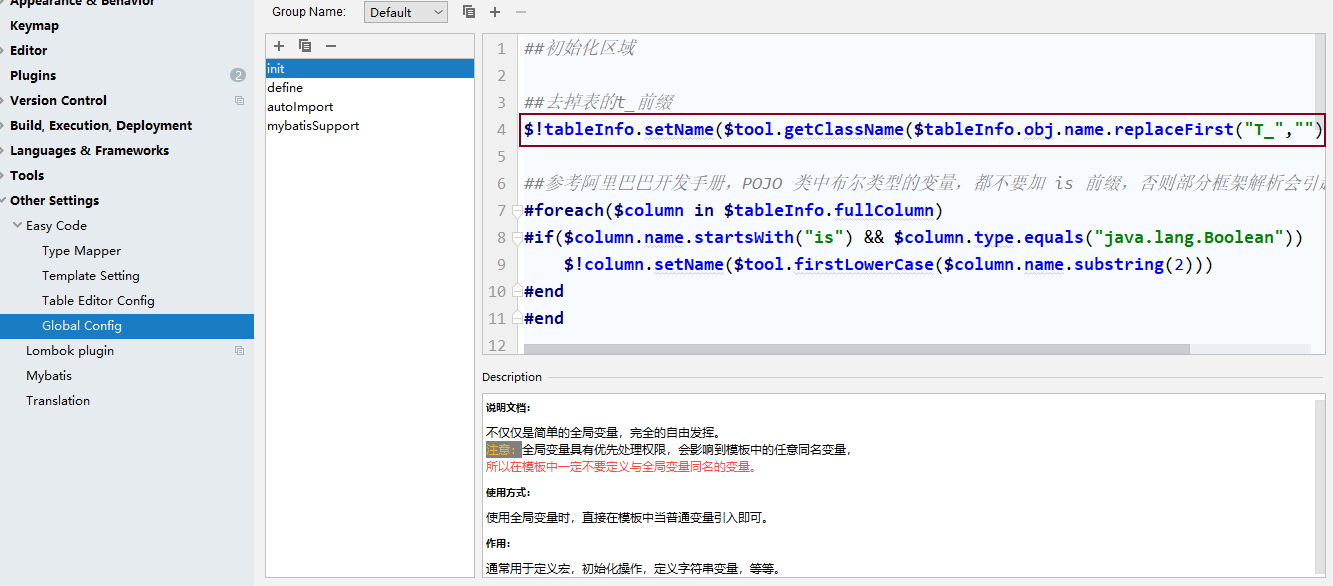 Appearance & Behavior
Keymap
Editor
Plugins 2
Version Control
Build, Execution, Deployment
Languages & Frameworks
Tools
Other Settings
Easy Code
Type Mapper
Template Setting
Table Editor Config
Global Config
Lombok plugin
Mybatis
Translation
Group Name: Default
init
define
autoImport
mybatisSupport
1 ##初始化区域
2
3 ##去掉表的t_前缀
4 $!tableInfo.setName($tool.getClassName($tableInfo.obj.name.replaceFirst("T_","")
5
6 ##参考阿里巴巴开发手册，POJO 类中布尔类型的变量，都不要加 is 前缀，否则部分框架解析会引起
7 #foreach($column in $tableInfo.fullColumn)
8 #if($column.name.startsWith("is") && $column.type.equals("java.lang.Boolean"))
9 $!column.setName($tool.firstLowerCase($column.name.substring(2)))
10 #end
11 #end
12
Description
说明文档：
不仅仅是简单的全局变量，完全的自由发挥。
注意：全局变量具有优先处理权限，会影响到模板中的任意同名变量，
所以在模板中一定不要定义与全局变量同名的变量。
使用方式：
使用全局变量时，直接在模板中当普通变量引入即可。
作用：
通常用于定义宏，初始化操作，定义字符串变量，等等。